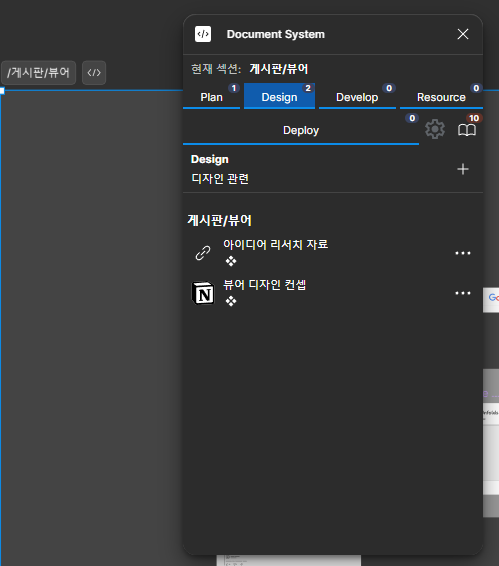 Document System
/게시판/뷰어
현재 섹션: 게시판/뷰어
Plan 1
Design 2
Develop 0
Resource 0
Deploy 0
10
Design
디자인 관련
게시판/뷰어
아이디어 리서치 자료
뷰어 디자인 컨셉